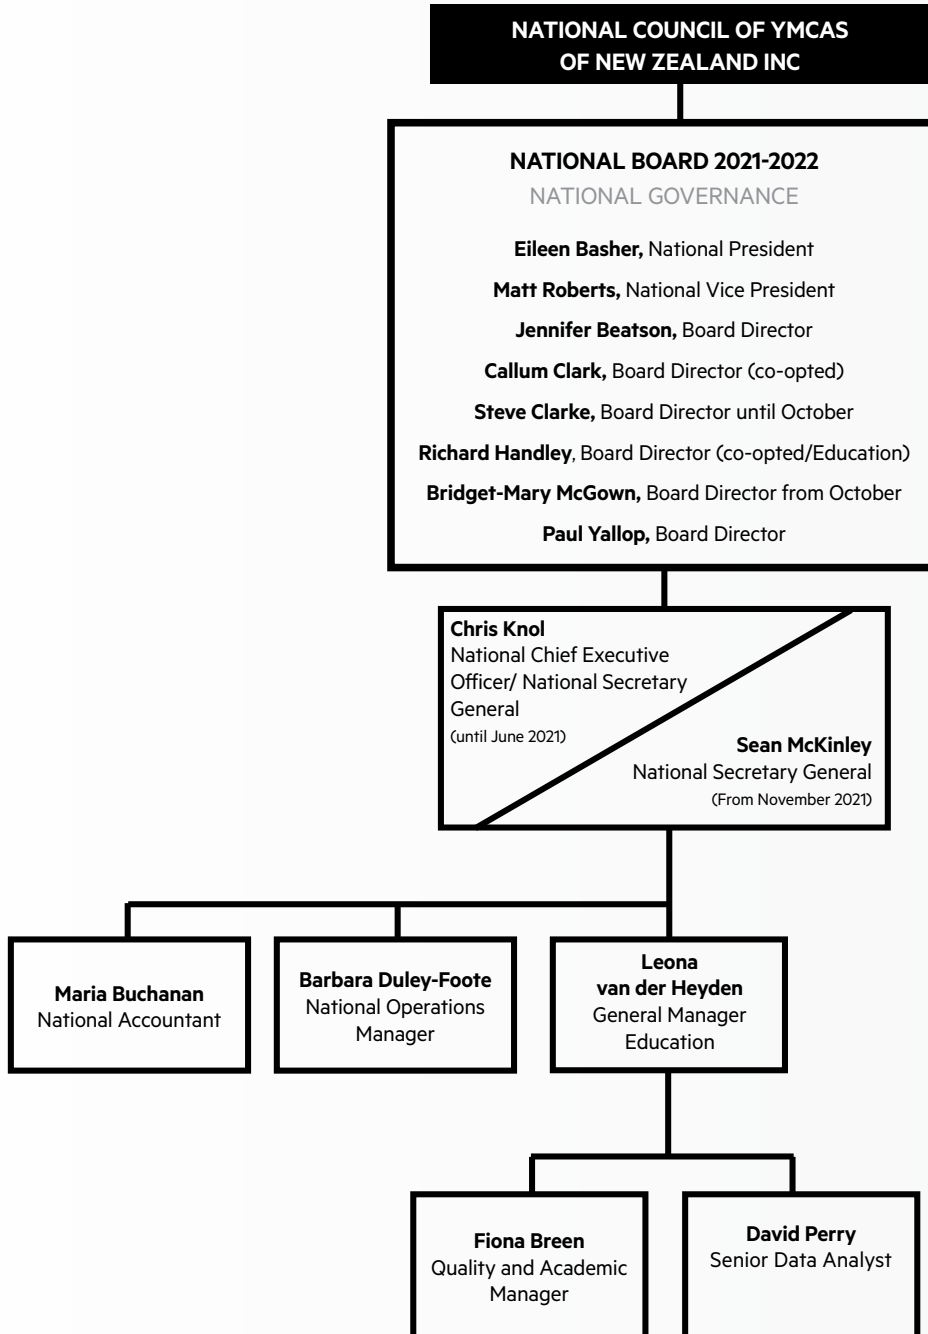 NATIONAL COUNCIL OF YMCAS
OF NEW ZEALAND INC
NATIONAL BOARD 2021-2022
NATIONAL GOVERNANCE
Eileen Basher, National President
Matt Roberts, National Vice President
Jennifer Beatson, Board Director
Callum Clark, Board Director (co-opted)
Steve Clarke, Board Director until October
Richard Handley, Board Director (co-opted/Education)
Bridget-Mary McGown, Board Director from October
Paul Yallop, Board Director
Chris Knol
National Chief Executive
Officer/ National Secretary
General
(until June 2021)
Sean McKinley
National Secretary General
(From November 2021)
Maria Buchanan
National Accountant
Barbara Duley-Foote
National Operations
Manager
Leona
van der Heyden
General Manager
Education
Fiona Breen
Quality and Academic
Manager
David Perry
Senior Data Analyst